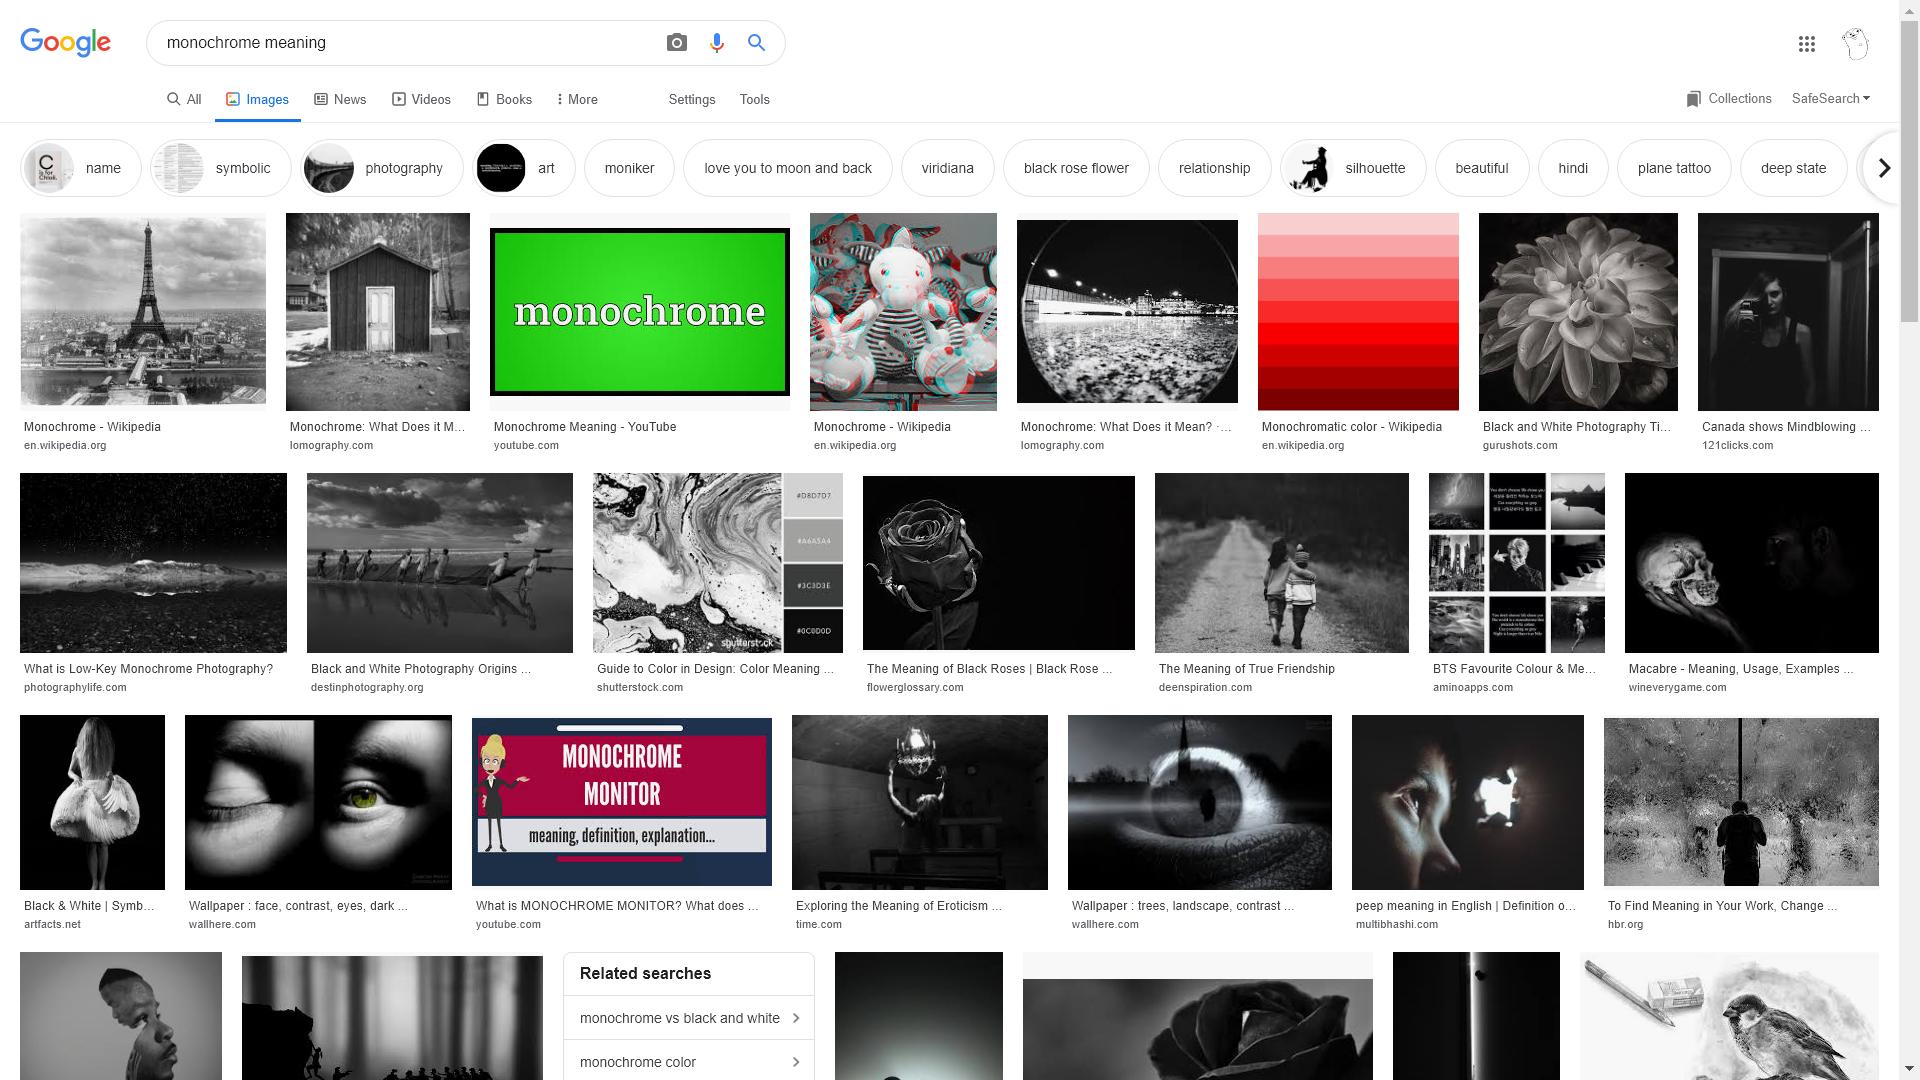 Google
monochrome meaning
All
Images
News
Videos
Books
More
Settings
Tools
Collections
SafeSearch
name
symbolic
photography
art
moniker
love you to moon and back
viridiana
black rose flower
relationship
silhouette
beautiful
hindi
plane tattoo
deep state
monochrome
Monochrome - Wikipedia
en.wikipedia.org
Monochrome: What Does it M...
lomography.com
Monochrome Meaning - YouTube
youtube.com
Monochrome - Wikipedia
en.wikipedia.org
Monochrome: What Does it Mean? · ...
lomography.com
Monochromatic color - Wikipedia
en.wikipedia.org
Black and White Photography Ti...
gurushots.com
Canada shows Mindblowing ...
121clicks.com
#D8D7D7
#A6A5A4
#3C3D3E
#0C0D0D
shutterstock
What is Low-Key Monochrome Photography?
photographylife.com
Black and White Photography Origins ...
destinphotography.org
Guide to Color in Design: Color Meaning ...
shutterstock.com
The Meaning of Black Roses | Black Rose ...
flowerglossary.com
The Meaning of True Friendship
deenspiration.com
BTS Favourite Colour & Me...
aminoapps.com
Macabre - Meaning, Usage, Examples ...
wineverygame.com
MONOCHROME
MONITOR
meaning, definition, explanation...
Black & White | Symb...
artfacts.net
Wallpaper : face, contrast, eyes, dark ...
wallhere.com
What is MONOCHROME MONITOR? What does ...
youtube.com
Exploring the Meaning of Eroticism ...
time.com
Wallpaper : trees, landscape, contrast ...
wallhere.com
peep meaning in English | Definition o...
multibhashi.com
To Find Meaning in Your Work, Change ...
hbr.org
Related searches
monochrome vs black and white
monochrome color